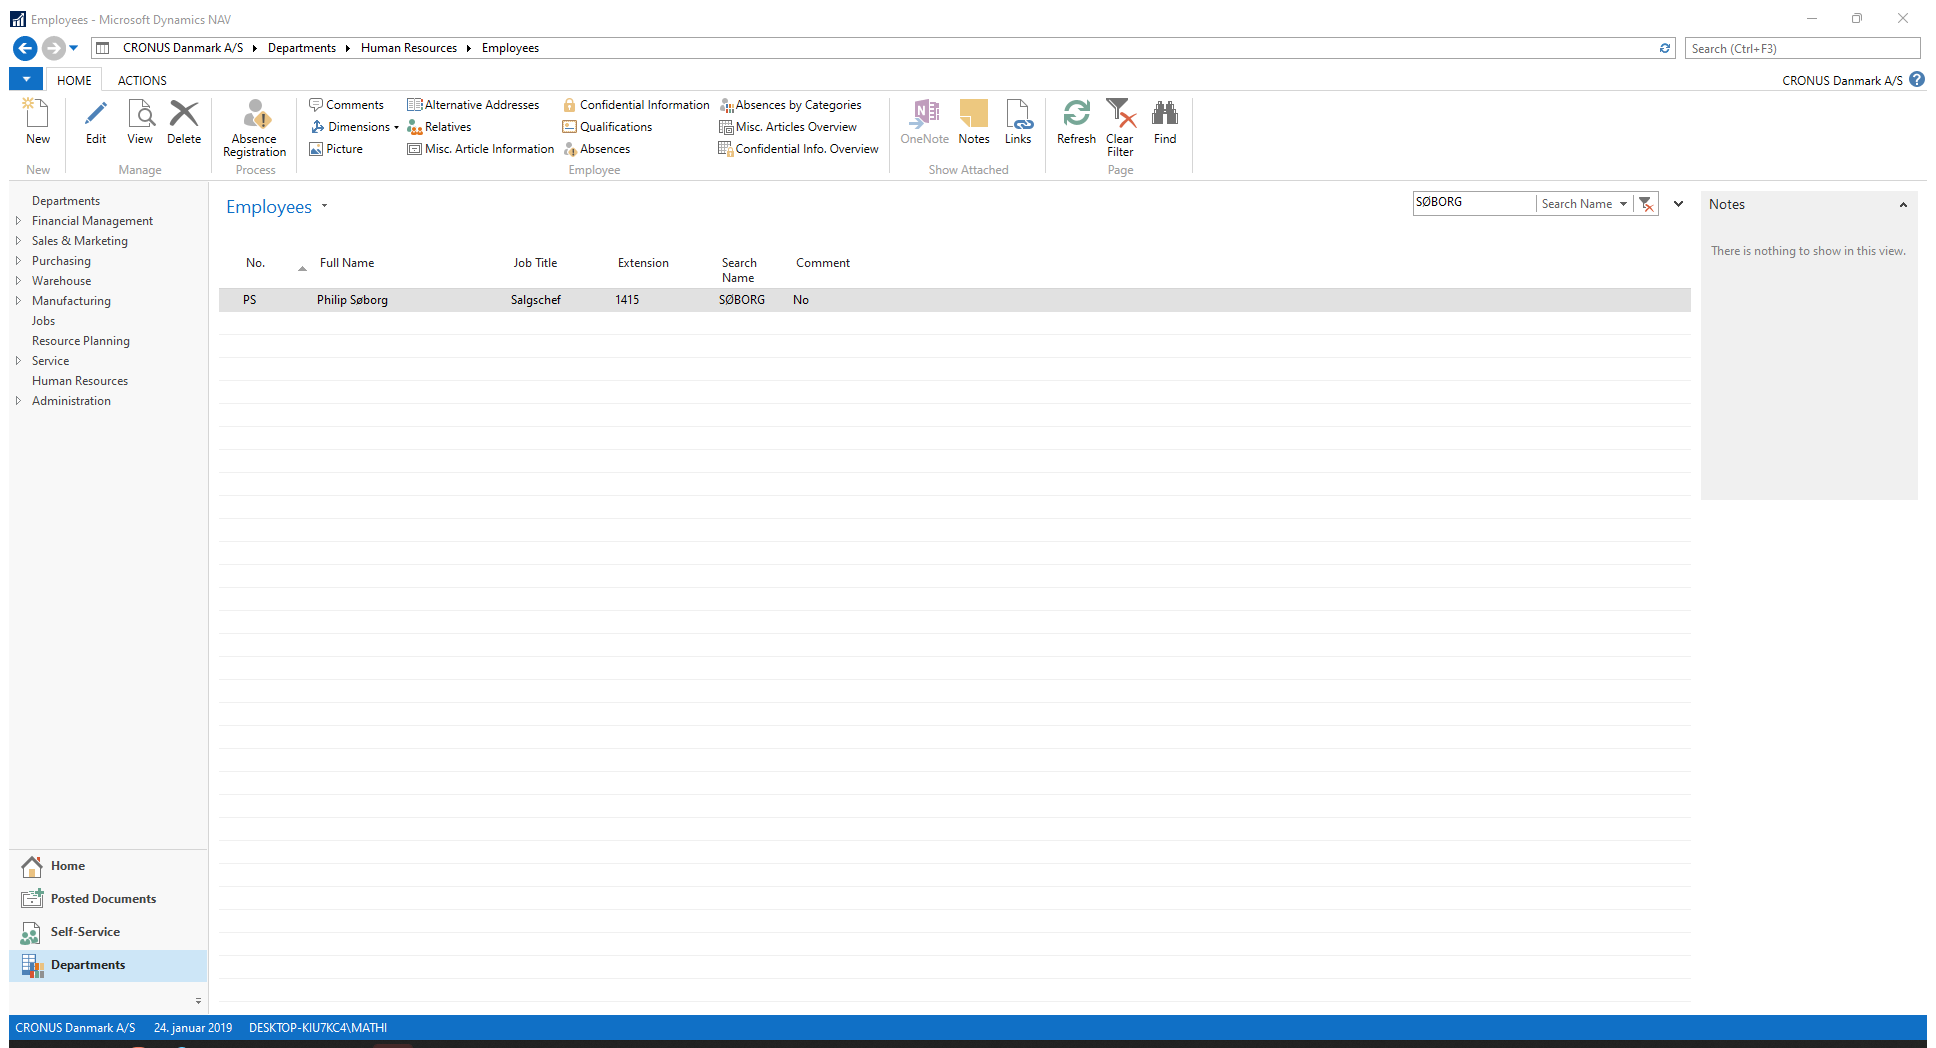 Employees - Microsoft Dynamics NAV
CRONUS Danmark A/S Departments Human Resources Employees
Search (Ctrl+F3)
HOME ACTIONS
CRONUS Danmark A/S
New
New
Edit
View
Delete
Manage
Absence Registration
Process
Comments
Dimensions
Picture
Alternative Addresses
Relatives
Misc. Article Information
Confidential Information
Qualifications
Absences
Absences by Categories
Misc. Articles Overview
Confidential Info. Overview
Employee
OneNote
Notes
Links
Show Attached
Refresh
Clear Filter
Find
Page
Departments
Financial Management
Sales & Marketing
Purchasing
Warehouse
Manufacturing
Jobs
Resource Planning
Service
Human Resources
Administration
Home
Posted Documents
Self-Service
Departments
Employees
SØBORG Search Name
No. Full Name Job Title Extension Search Name Comment
PS Philip Søborg Salgschef 1415 SØBORG No
Notes
There is nothing to show in this view.
CRONUS Danmark A/S 24. januar 2019 DESKTOP-KIU7KC4\MATHI